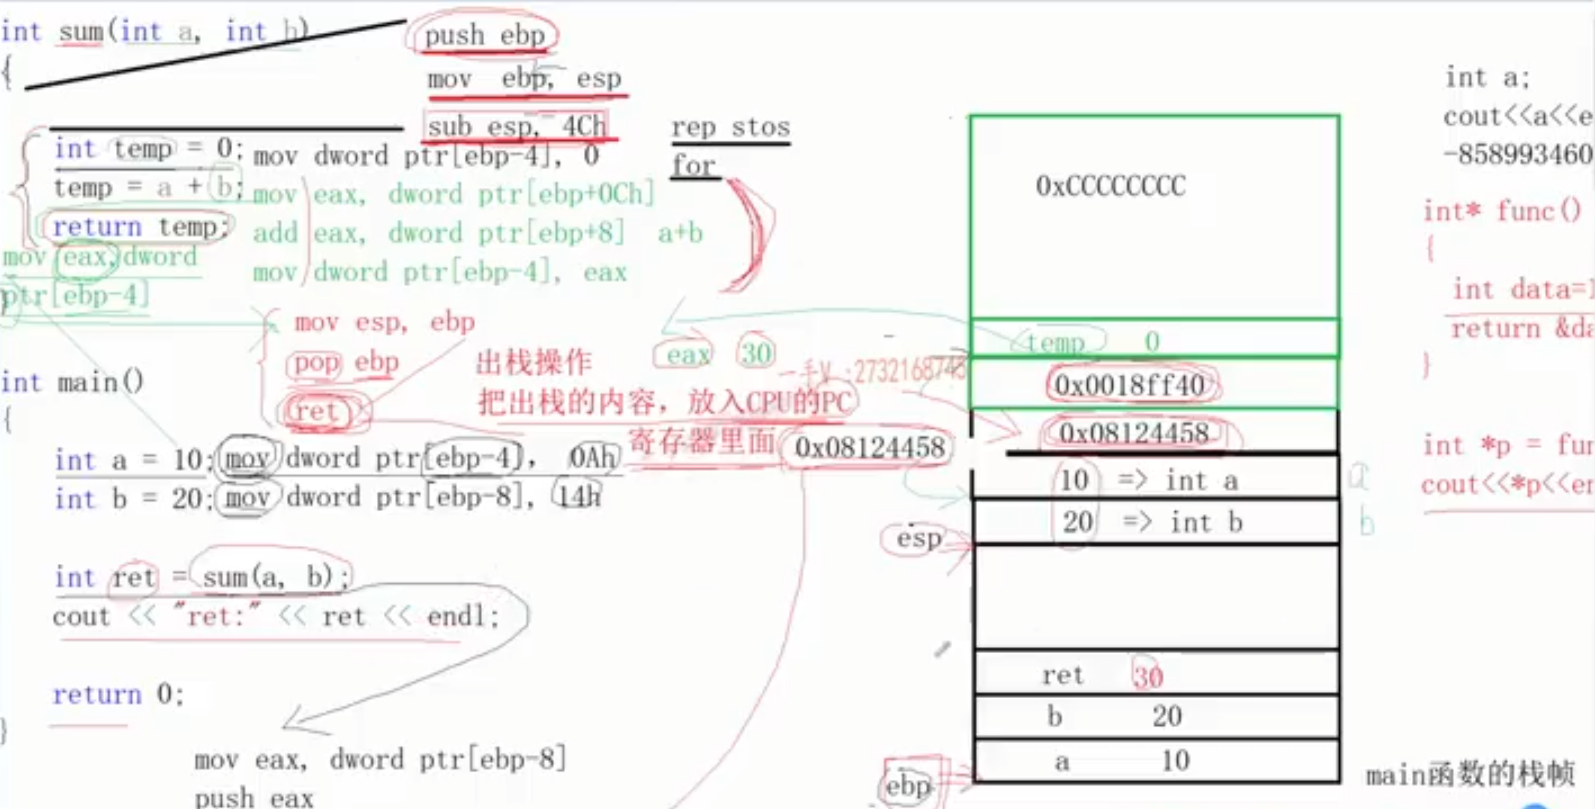 int sum(int a, int b)
{
push ebp
mov ebp, esp
sub esp, 4Ch
rep stos
for
int temp = 0;
mov dword ptr[ebp-4], 0
temp = a + b;
mov eax, dword ptr[ebp+0Ch]
return temp;
add eax, dword ptr[ebp+8] a+b
mov eax,dword
ptr[ebp-4]
mov dword ptr[ebp-4], eax
}
mov esp, ebp
pop ebp
ret
出栈操作
把出栈的内容，放入CPU的PC
寄存器里面
0x08124458
eax 30
int main()
{
int a = 10;
mov dword ptr[ebp-4], 0Ah
int b = 20;
mov dword ptr[ebp-8], 14h
int ret = sum(a, b);
cout << "ret:" << ret << endl;
return 0;
}
mov eax, dword ptr[ebp-8]
push eax
0xCCCCCCCC
temp 0
0x0018ff40
0x08124458
10 => int a
a
20 => int b
b
esp
ret 30
b 20
a 10
ebp
main函数的栈帧
int a;
cout<<a<<e
-858993460
int* func()
{
int data=1
return &da
}
int *p = fun
cout<<*p<<en